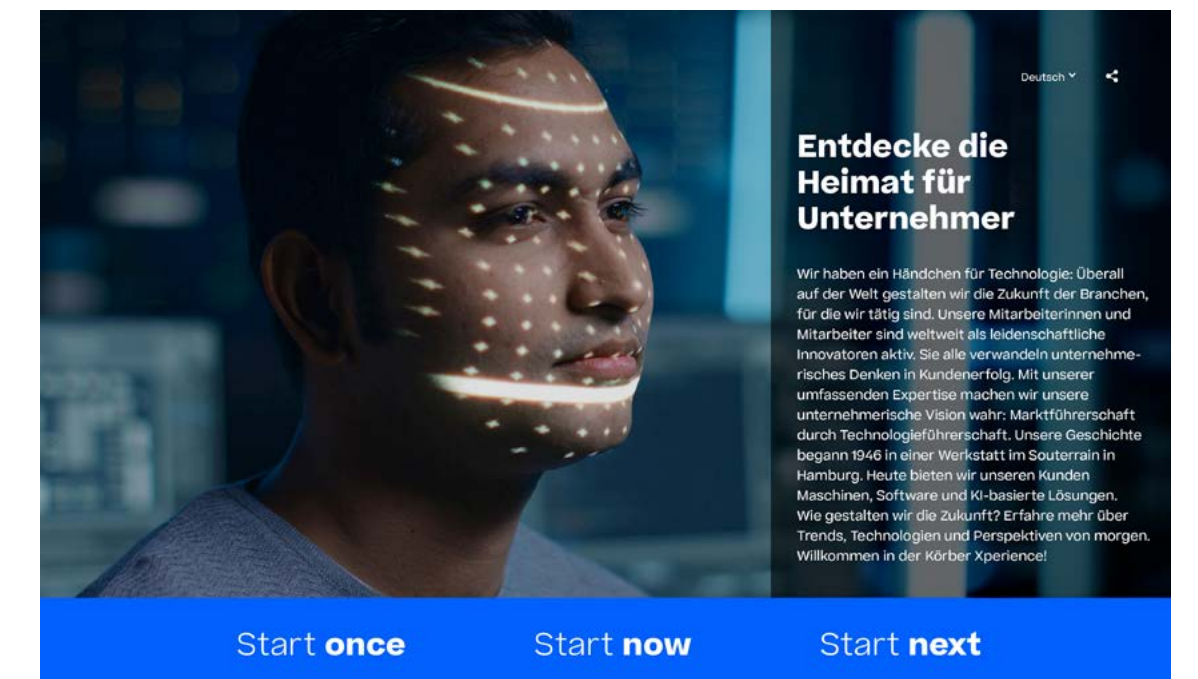 Deutsch
Entdecke die
Heimat für
Unternehmer
Wir haben ein Händchen für Technologie: Überall
auf der Welt gestalten wir die Zukunft der Branchen,
für die wir tätig sind. Unsere Mitarbeiterinnen und
Mitarbeiter sind weltweit als leidenschaftliche
Innovatoren aktiv. Sie alle verwandeln unternehme-
risches Denken in Kundenerfolg. Mit unserer
umfassenden Expertise machen wir unsere
unternehmerische Vision wahr: Marktführerschaft
durch Technologieführerschaft. Unsere Geschichte
begann 1946 in einer Werkstatt im Souterrain in
Hamburg. Heute bieten wir unseren Kunden
Maschinen, Software und KI-basierte Lösungen.
Wie gestalten wir die Zukunft? Erfahre mehr über
Trends, Technologien und Perspektiven von morgen.
Willkommen in der Körber Xperience!
Start once
Start now
Start next